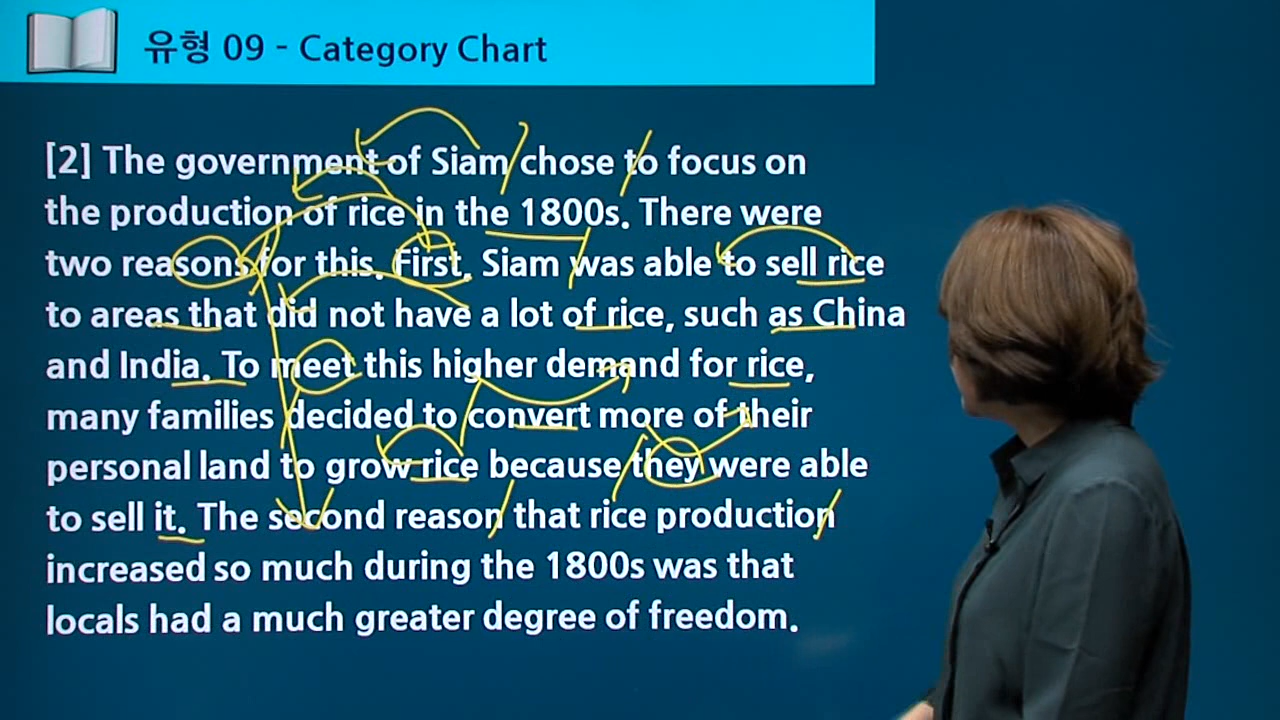 유형 09 - Category Chart
[2] The government of Siam chose to focus on
the production of rice in the 1800s. There were
two reasons for this. First, Siam was able to sell rice
to areas that did not have a lot of rice, such as China
and India. To meet this higher demand for rice,
many families decided to convert more of their
personal land to grow rice because they were able
to sell it. The second reason that rice production
increased so much during the 1800s was that
locals had a much greater degree of freedom.